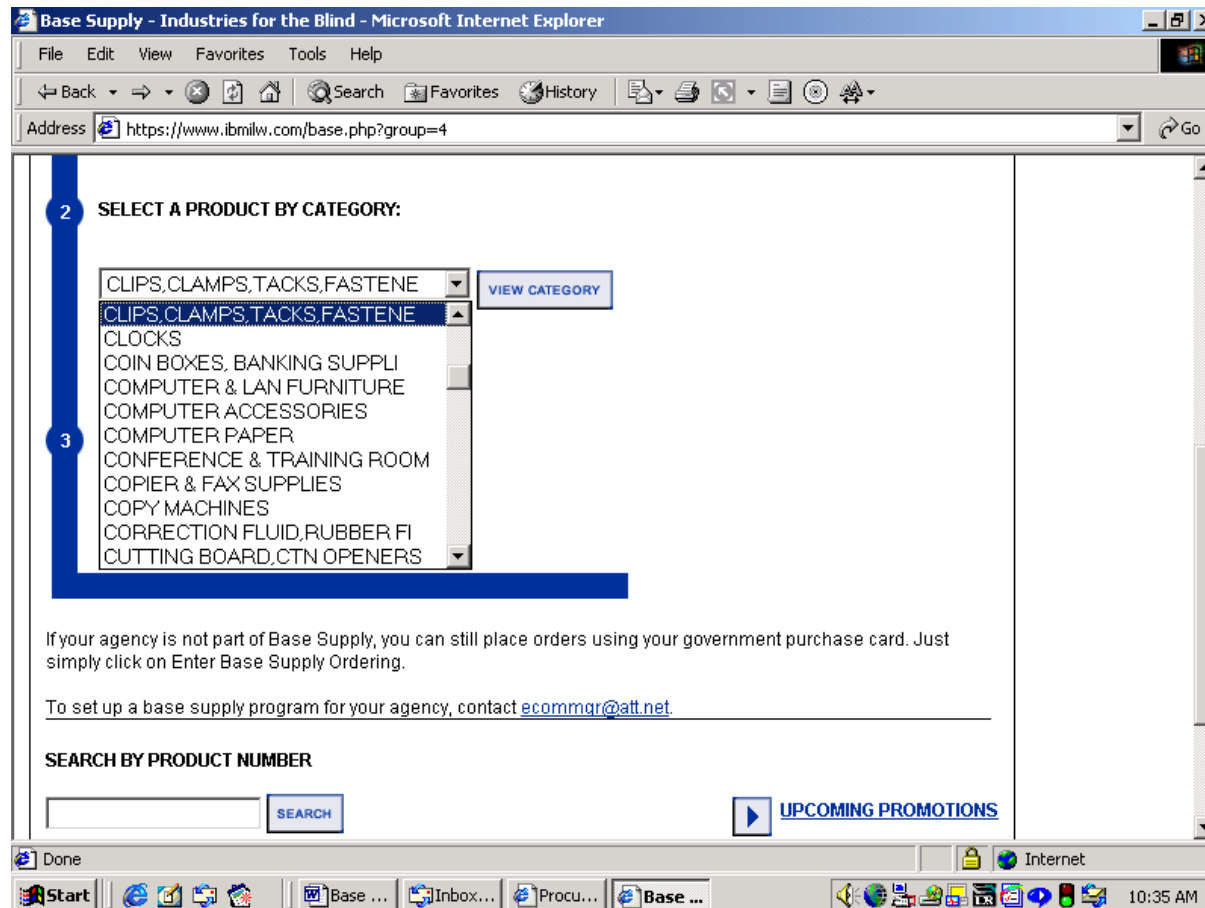 Base Supply - Industries for the Blind - Microsoft Internet Explorer
File Edit View Favorites Tools Help
Back Search Favorites History
Address https://www.ibmilw.com/base.php?group=4 Go
2 SELECT A PRODUCT BY CATEGORY:
CLIPS,CLAMPS,TACKS,FASTENE VIEW CATEGORY
CLIPS,CLAMPS,TACKS,FASTENE
CLOCKS
COIN BOXES, BANKING SUPPLI
COMPUTER & LAN FURNITURE
COMPUTER ACCESSORIES
3 COMPUTER PAPER
CONFERENCE & TRAINING ROOM
COPIER & FAX SUPPLIES
COPY MACHINES
CORRECTION FLUID,RUBBER FI
CUTTING BOARD,CTN OPENERS
If your agency is not part of Base Supply, you can still place orders using your government purchase card. Just
simply click on Enter Base Supply Ordering.
To set up a base supply program for your agency, contact ecommgr@att.net.
SEARCH BY PRODUCT NUMBER
SEARCH UPCOMING PROMOTIONS
Done Internet
Start Base ... Inbox... Procu... Base ... 10:35 AM